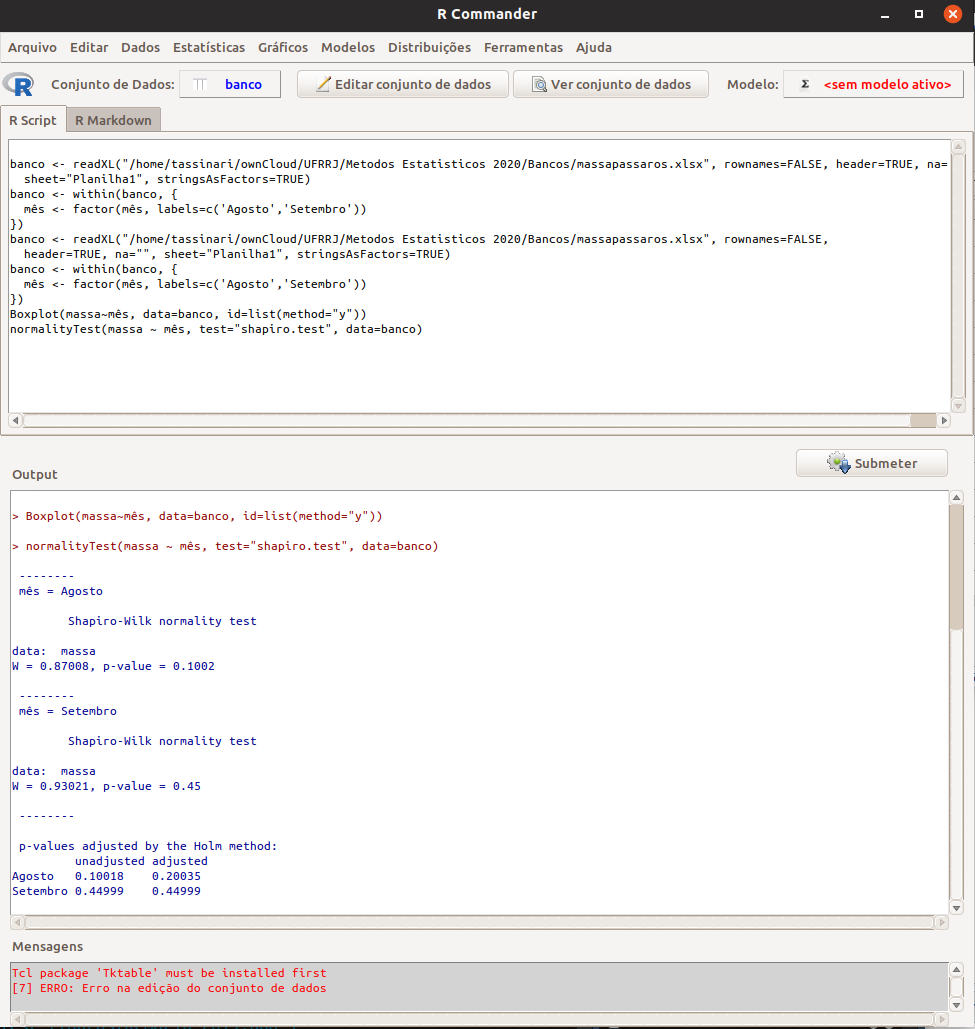 R Commander
Arquivo Editar Dados Estatísticas Gráficos Modelos Distribuições Ferramentas Ajuda
R Conjunto de Dados: banco Editar conjunto de dados Ver conjunto de dados Modelo: Σ <sem modelo ativo>
R Script R Markdown
banco <- readXL("/home/tassinari/ownCloud/UFRRJ/Metodos Estatisticos 2020/Bancos/massapassaros.xlsx", rownames=FALSE, header=TRUE, na=
  sheet="Planilha1", stringsAsFactors=TRUE)
banco <- within(banco, {
  mês <- factor(mês, labels=c('Agosto','Setembro'))
})
banco <- readXL("/home/tassinari/ownCloud/UFRRJ/Metodos Estatisticos 2020/Bancos/massapassaros.xlsx", rownames=FALSE,
  header=TRUE, na="", sheet="Planilha1", stringsAsFactors=TRUE)
banco <- within(banco, {
  mês <- factor(mês, labels=c('Agosto','Setembro'))
})
Boxplot(massa~mês, data=banco, id=list(method="y"))
normalityTest(massa ~ mês, test="shapiro.test", data=banco)
Submeter
Output
> Boxplot(massa~mês, data=banco, id=list(method="y"))
> normalityTest(massa ~ mês, test="shapiro.test", data=banco)
--------
mês = Agosto
Shapiro-Wilk normality test
data:  massa
W = 0.87008, p-value = 0.1002
--------
mês = Setembro
Shapiro-Wilk normality test
data:  massa
W = 0.93021, p-value = 0.45
--------
p-values adjusted by the Holm method:
unadjusted adjusted
Agosto   0.10018    0.20035
Setembro 0.44999    0.44999
Mensagens
Tcl package 'Tktable' must be installed first
[7] ERRO: Erro na edição do conjunto de dados